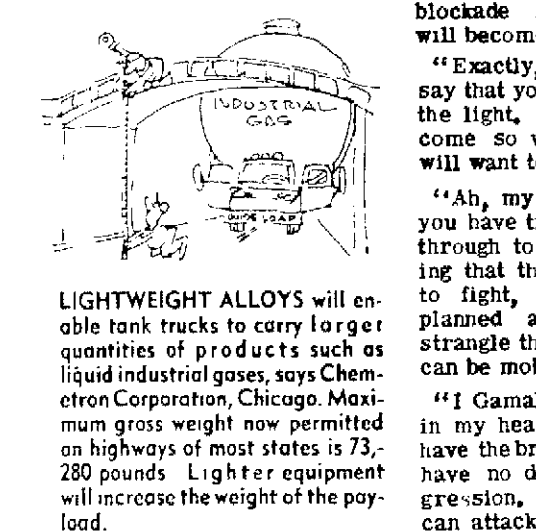 INDUSTRIAL
GAS
WIDE LOAD
LIGHTWEIGHT ALLOYS will en-
able tank trucks to carry larger
quantities of products such as
liquid industrial gases, says Chem-
etron Corporation, Chicago. Maxi-
mum gross weight now permitted
on highways of most states is 73,-
280 pounds Lighter equipment
will increase the weight of the pay-
load.
blockade
will becom
"Exactly,
say that yo
the light.
come so w
will want t
"Ah, my
you have t
through to
ing that th
to fight,
planned a
strangle th
can be mo
"I Gamal
in my hea
have the br
have no d
gression.
can attack